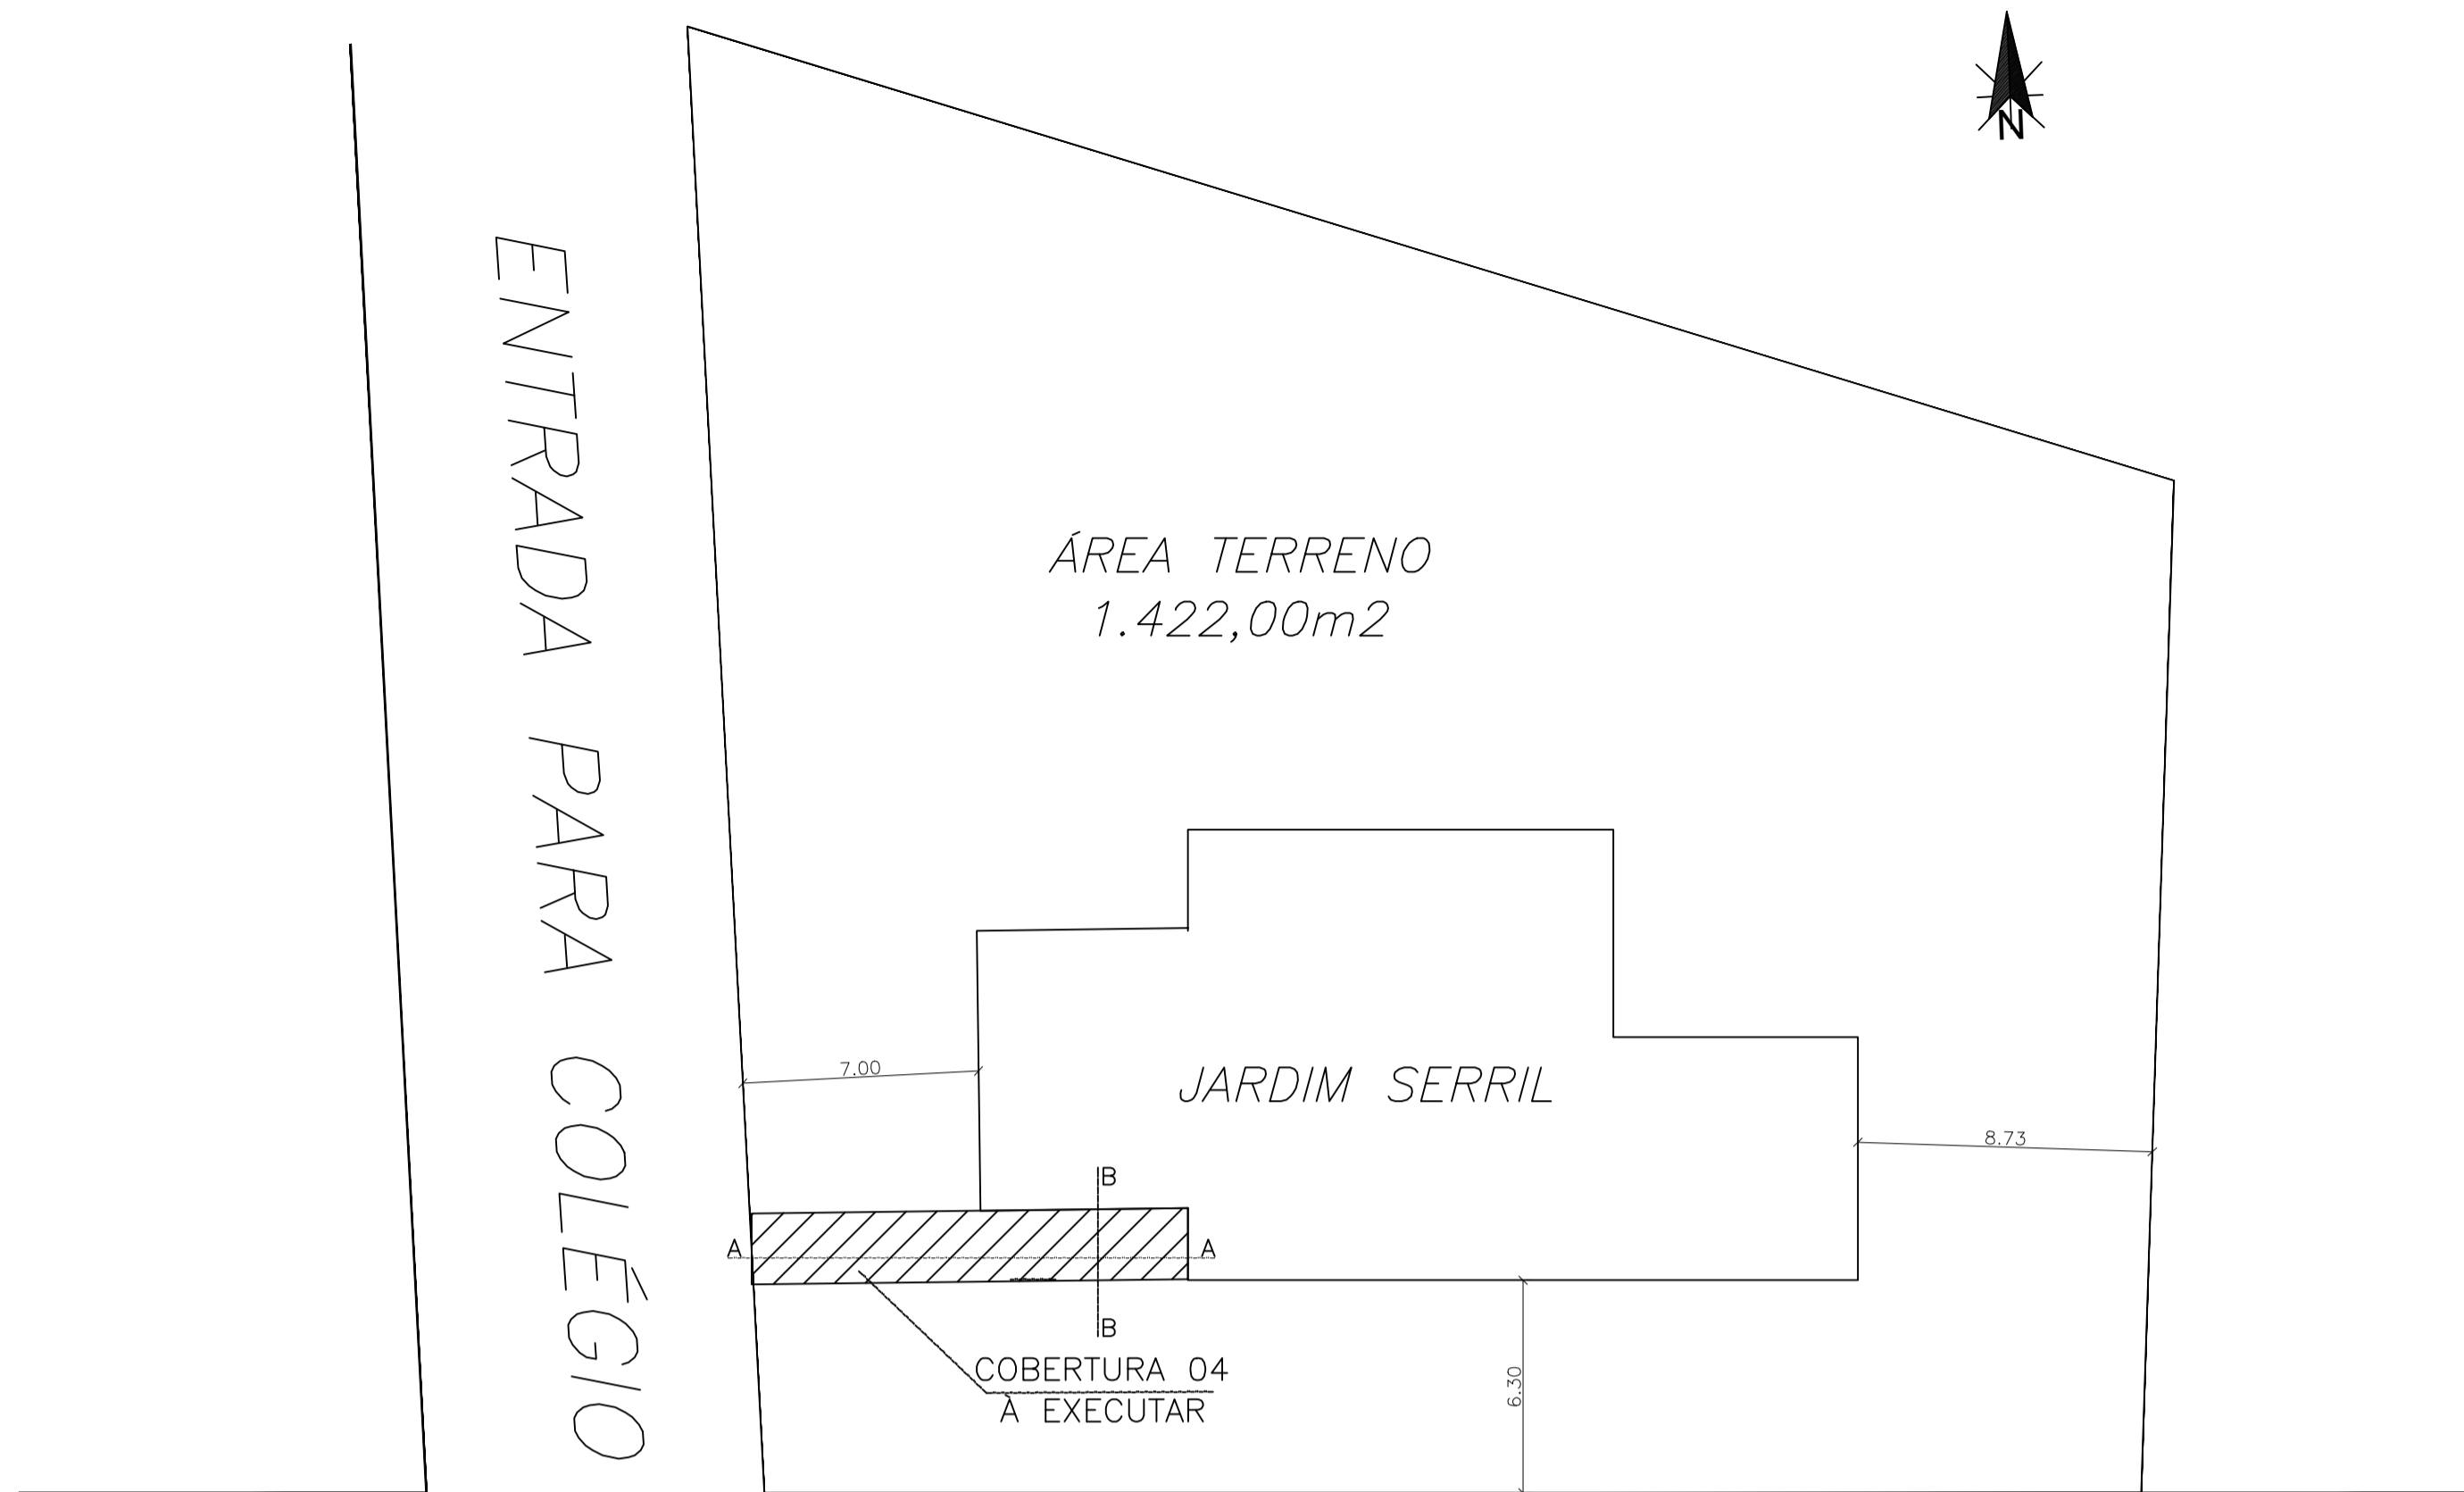 N
ENTRADA PARA COLÉGIO
ÁREA TERRENO
1.422,00m2
7.00
JARDIM SERRIL
8.73
B
A
A
B
COBERTURA 04
À EXECUTAR
6.30